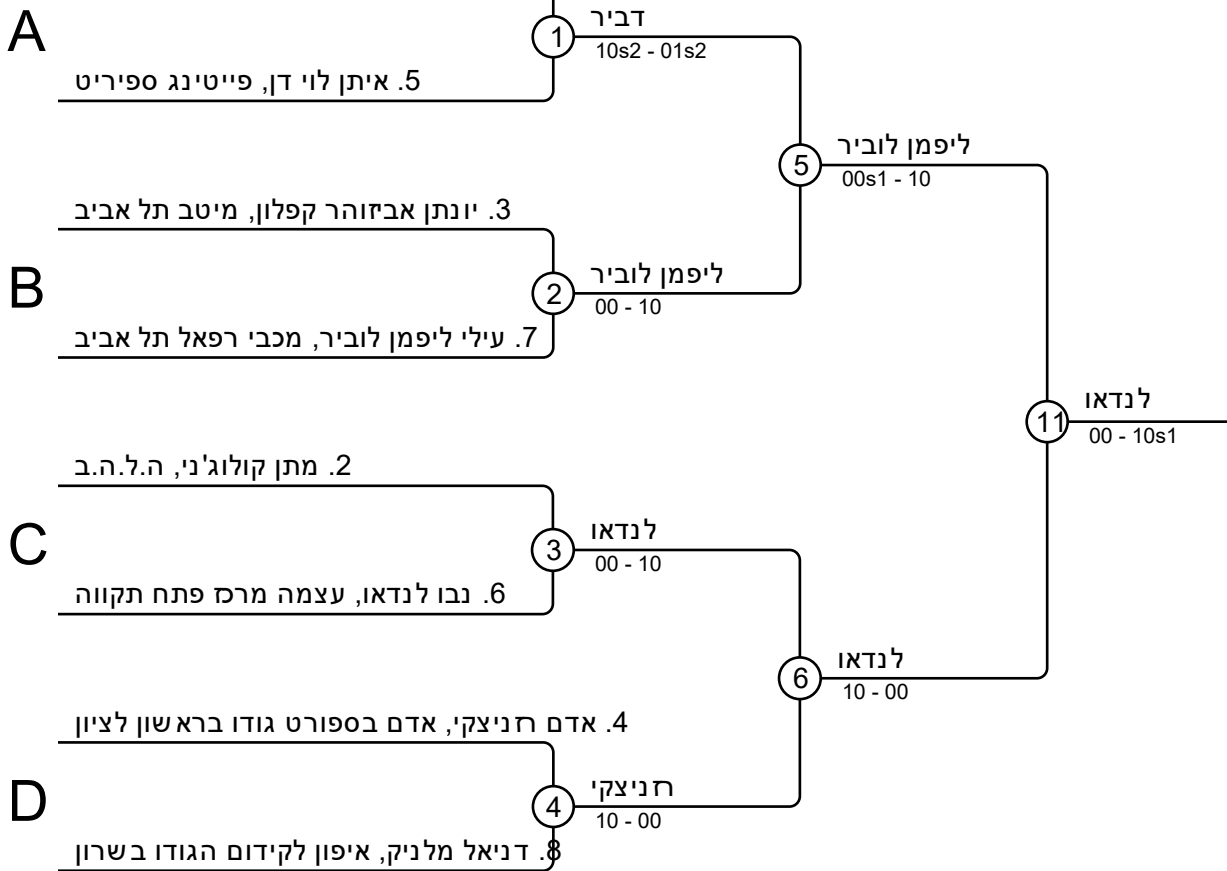 A
1
דביר
10s2 - 01s2
5. איתן לוי דן, פייטינג ספיריט
5
ליפמן לוביר
00s1 - 10
3. יונתן אביזוהר קפלון, מיטב תל אביב
B
2
ליפמן לוביר
00 - 10
7. עילי ליפמן לוביר, מכבי רפאל תל אביב
11
לנדאו
00 - 10s1
2. מתן קולוג'ני, ה.ל.ה.ב
C
3
לנדאו
00 - 10
6. נבו לנדאו, עצמה מרכז פתח תקווה
6
לנדאו
10 - 00
4. אדם רזניצקי, אדם בספורט גודו בראשון לציון
D
4
רזניצקי
10 - 00
8. דניאל מלניק, איפון לקידום הגודו בשרון